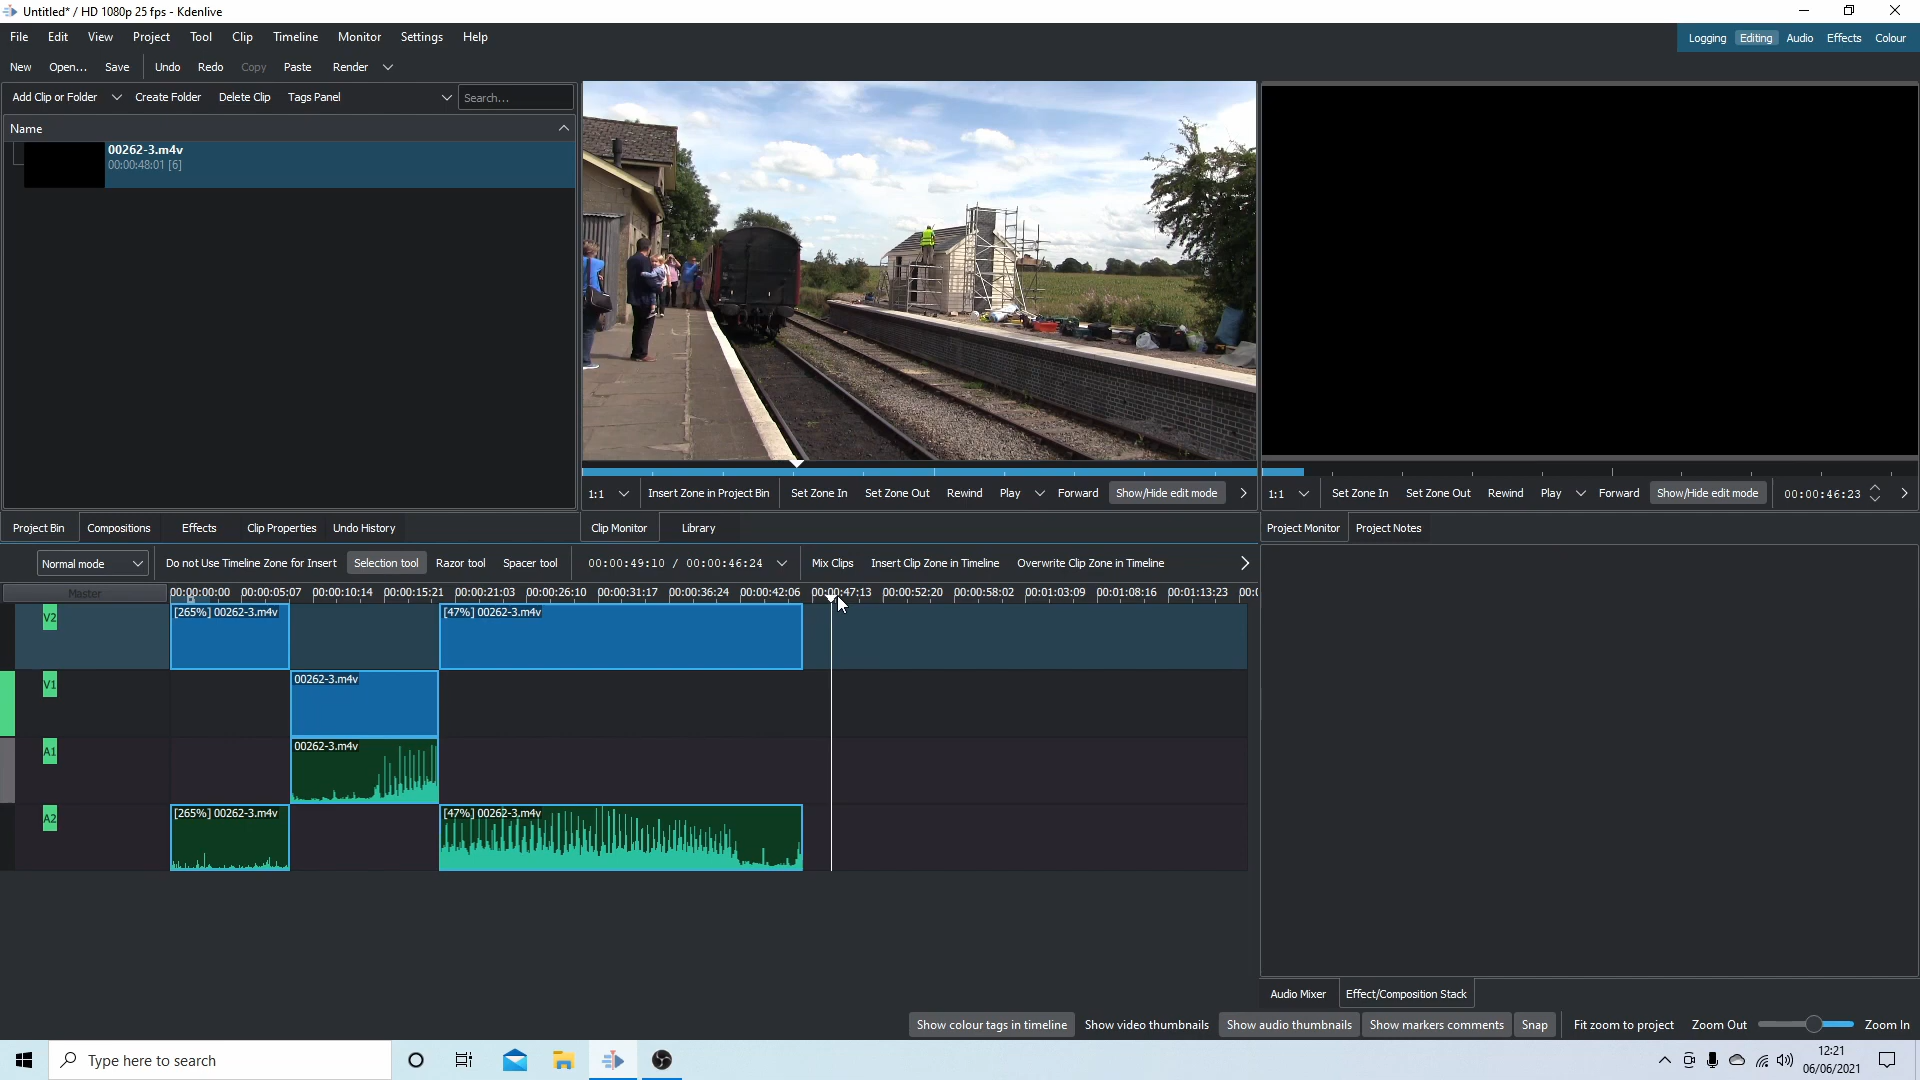 Untitled* / HD 1080p 25 fps - Kdenlive
File Edit View Project Tool Clip Timeline Monitor Settings Help
Logging Editing Audio Effects Colour
New Open... Save Undo Redo Copy Paste Render
Add Clip or Folder Create Folder Delete Clip Tags Panel Search...
Name
00262-3.m4v
00:00:48:01 [6]
1:1 Insert Zone in Project Bin Set Zone In Set Zone Out Rewind Play Forward Show/Hide edit mode
1:1 Set Zone In Set Zone Out Rewind Play Forward Show/Hide edit mode 00:00:46:23
Project Bin Compositions Effects Clip Properties Undo History
Clip Monitor Library
Project Monitor Project Notes
Normal mode Do not Use Timeline Zone for Insert Selection tool Razor tool Spacer tool 00:00:49:10 / 00:00:46:24 Mix Clips Insert Clip Zone in Timeline Overwrite Clip Zone in Timeline
Master 00:00:00:00 00:00:05:07 00:00:10:14 00:00:15:21 00:00:21:03 00:00:26:10 00:00:31:17 00:00:36:24 00:00:42:06 00:00:47:13 00:00:52:20 00:00:58:02 00:01:03:09 00:01:08:16 00:01:13:23
V2 [265%] 00262-3.m4v [47%] 00262-3.m4v
V1 00262-3.m4v
A1 00262-3.m4v
A2 [265%] 00262-3.m4v [47%] 00262-3.m4v
Audio Mixer Effect/Composition Stack
Show colour tags in timeline Show video thumbnails Show audio thumbnails Show markers comments Snap Fit zoom to project Zoom Out Zoom In
Type here to search
12:21
06/06/2021